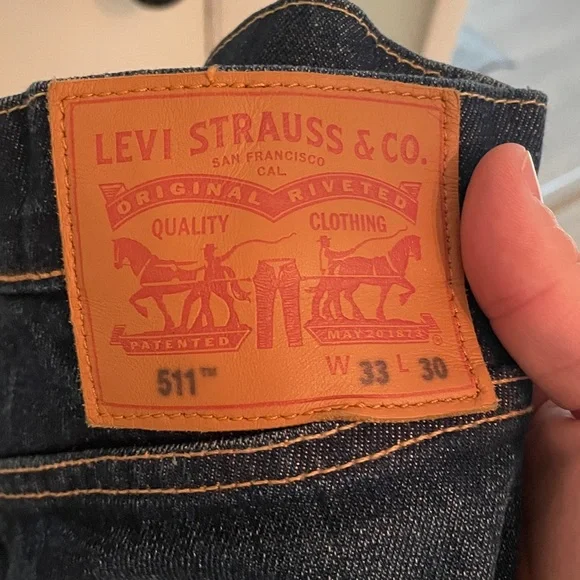 LEVI STRAUSS & CO.
SAN FRANCISCO
CAL
ORIGINAL RIVETED
QUALITY CLOTHING
PATENTED MAY 20 1873 ®
511™ W 33 L 30